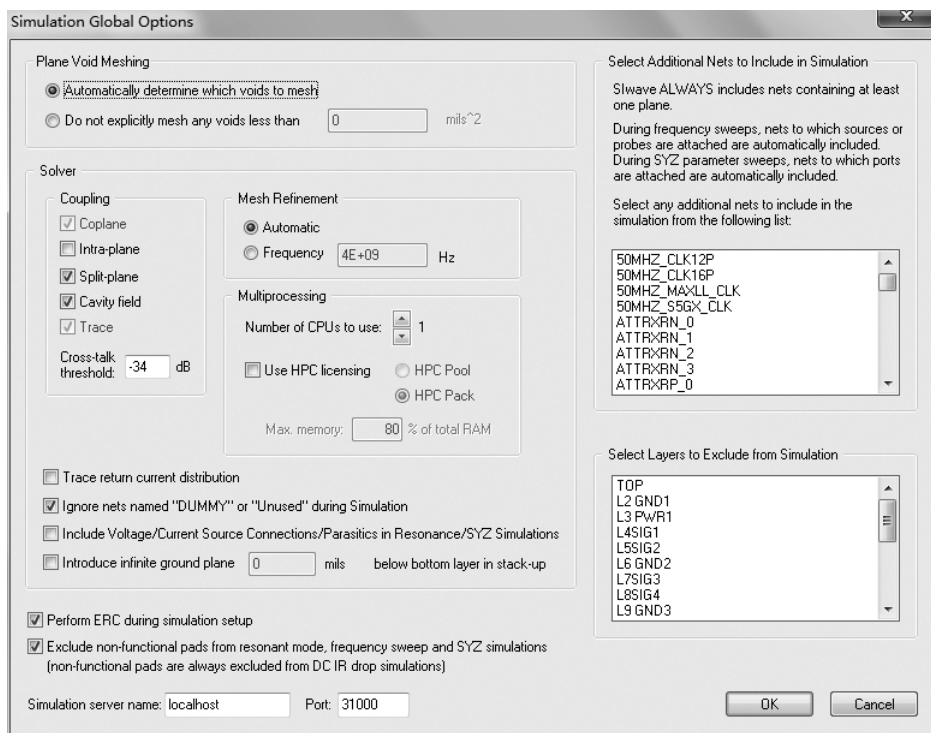 Simulation Global Options
Plane Void Meshing
Automatically determine which voids to mesh
Do not explicitly mesh any voids less than 0 mils^2
Solver
Coupling
Coplane
Intra-plane
Split-plane
Cavity field
Trace
Cross-talk
threshold: -34 dB
Mesh Refinement
Automatic
Frequency 4E+09 Hz
Multiprocessing
Number of CPUs to use: 1
Use HPC licensing HPC Pool
HPC Pack
Max. memory: 80 % of total RAM
Trace return current distribution
Ignore nets named "DUMMY" or "Unused" during Simulation
Include Voltage/Current Source Connections/Parasitics in Resonance/SYZ Simulations
Introduce infinite ground plane 0 mils below bottom layer in stack-up
Perform ERC during simulation setup
Exclude non-functional pads from resonant mode, frequency sweep and SYZ simulations
(non-functional pads are always excluded from DC IR drop simulations)
Simulation server name: localhost Port: 31000
Select Additional Nets to Include in Simulation
SIwave ALWAYS includes nets containing at least
one plane.
During frequency sweeps, nets to which sources or
probes are attached are automatically included.
During SYZ parameter sweeps, nets to which ports
are attached are automatically included.
Select any additional nets to include in the
simulation from the following list:
50MHZ_CLK12P
50MHZ_CLK16P
50MHZ_MAXLL_CLK
50MHZ_S5GX_CLK
ATTRXRN_0
ATTRXRN_1
ATTRXRN_2
ATTRXRN_3
ATTRXRP_0
Select Layers to Exclude from Simulation
TOP
L2 GND1
L3 PWR1
L4SIG1
L5SIG2
L6 GND2
L7SIG3
L8SIG4
L9 GND3
OK Cancel